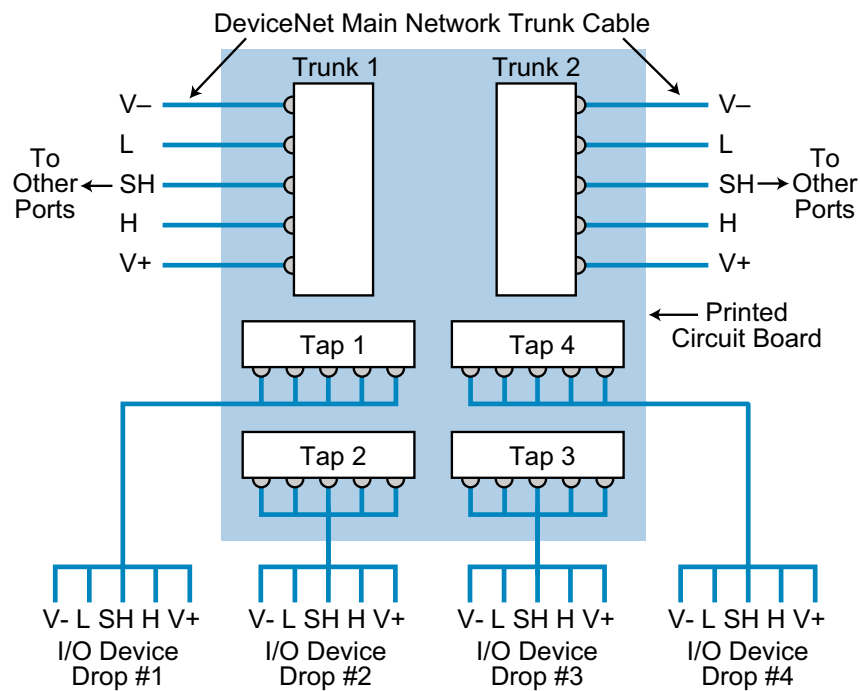 DeviceNet Main Network Trunk Cable
Trunk 1
Trunk 2
V–
L
SH
H
V+
To
Other
Ports
V–
L
SH
H
V+
To
Other
Ports
Printed
Circuit Board
Tap 1
Tap 4
Tap 2
Tap 3
V- L SH H V+
I/O Device
Drop #1
V- L SH H V+
I/O Device
Drop #2
V- L SH H V+
I/O Device
Drop #3
V- L SH H V+
I/O Device
Drop #4